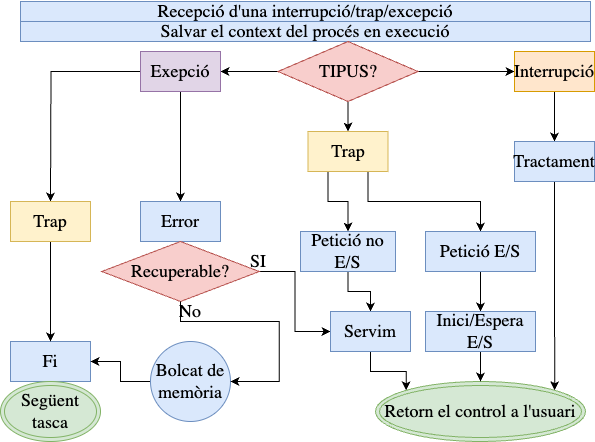 Recepció d'una interrupció/trap/excepció
Salvar el context del procés en execució
Exepció
TIPUS?
Interrupció
Trap
Tractament
Trap
Error
Petició no
E/S
Petició E/S
Recuperable?
SI
No
Servim
Inici/Espera
E/S
Fi
Bolcat de
memòria
Següent
tasca
Retorn el control a l'usuari